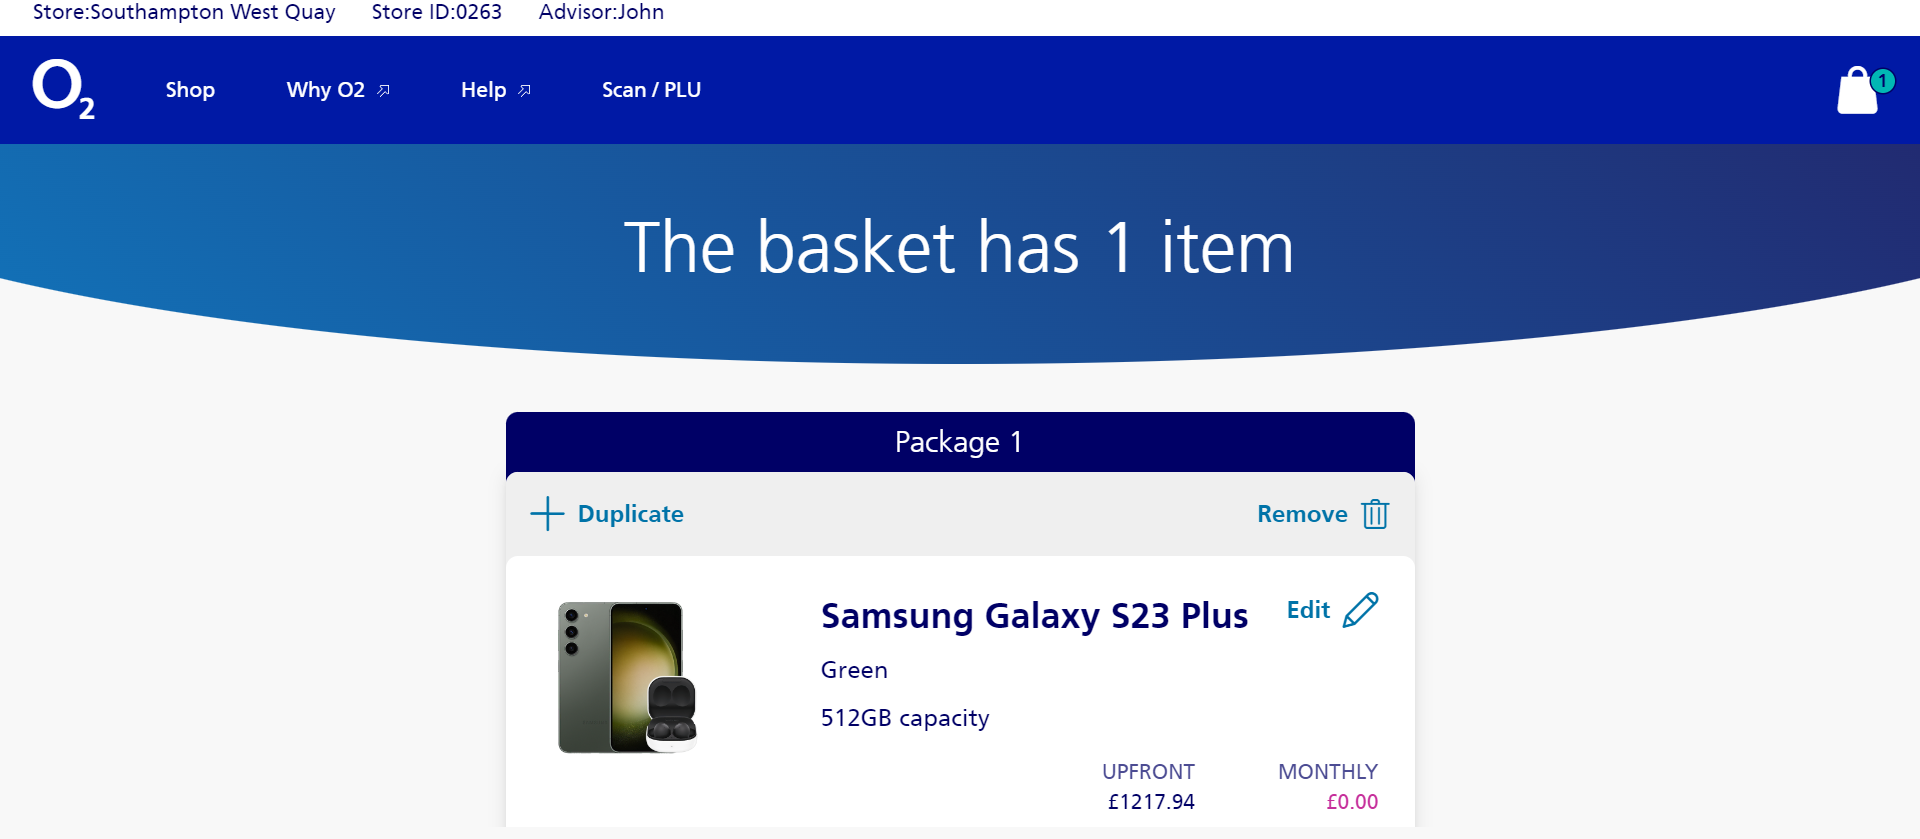 Store:Southampton West Quay Store ID:0263 Advisor:John
O2 Shop Why O2 Help Scan / PLU 1
The basket has 1 item
Package 1
Duplicate Remove
Samsung Galaxy S23 Plus Edit
Green
512GB capacity
UPFRONT MONTHLY
£1217.94 £0.00